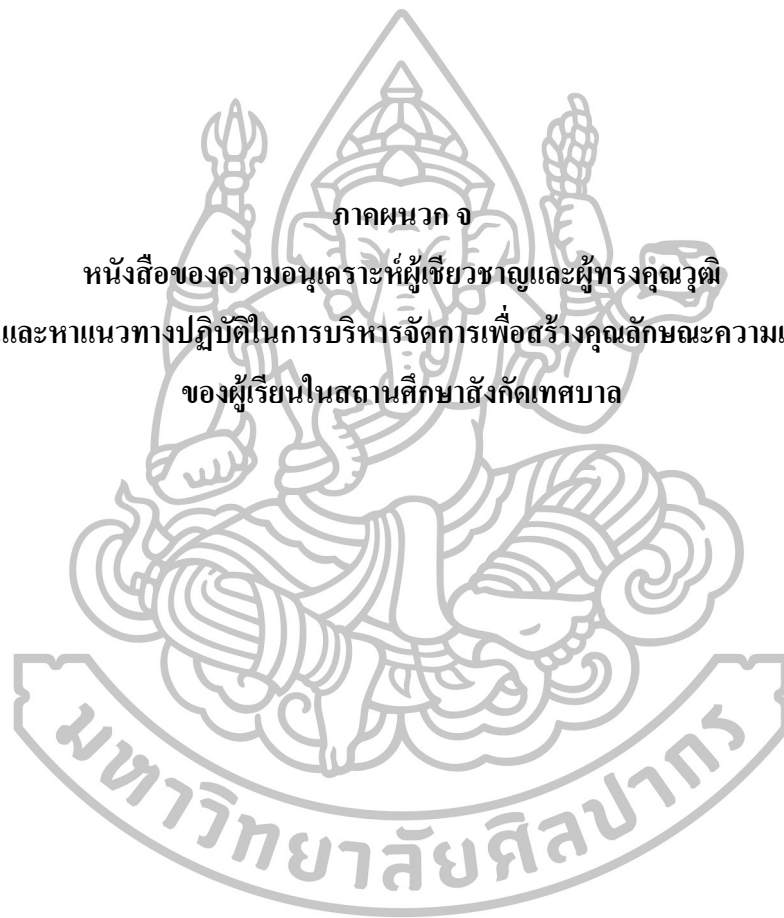 ภาคผนวก จ
หนังสือของความอนุเคราะห์ผู้เชี่ยวชาญและผู้ทรงคุณวุฒิ
และหาแนวทางปฏิบัติในการบริหารจัดการเพื่อสร้างคุณลักษณะความ
ของผู้เรียนในสถานศึกษาสังกัดเทศบาล
มหาวิทยาลัยศิลปากร